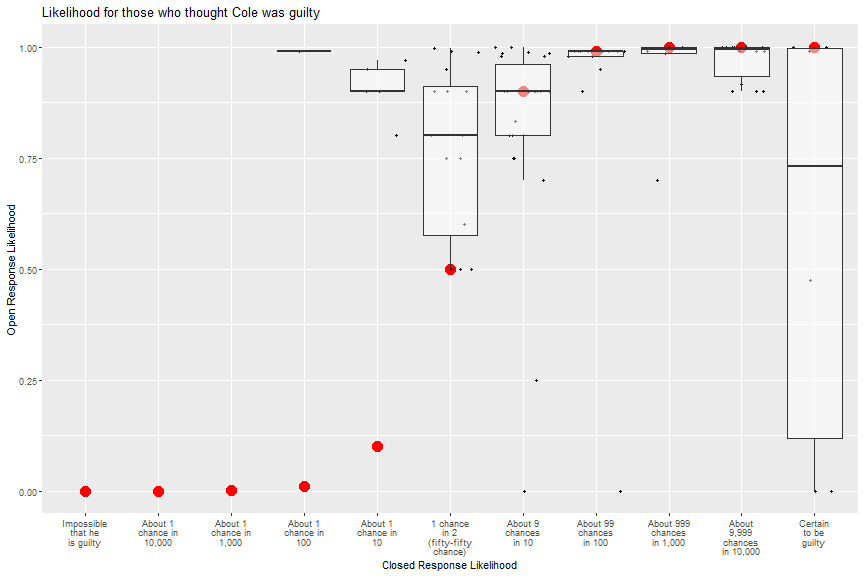 Likelihood for those who thought Cole was guilty
Open Response Likelihood
1.00
0.75
0.50
0.25
0.00
Impossible
that he
is guilty
About 1
chance in
10,000
About 1
chance in
1,000
About 1
chance in
100
About 1
chance in
10
1 chance
in 2
(fifty-fifty
chance)
About 9
chances
in 10
About 99
chances
in 100
About 999
chances
in 1,000
About
9,999
chances
in 10,000
Certain
to be
guilty
Closed Response Likelihood